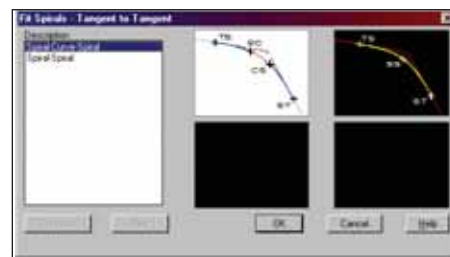 Fit Spirals - Tangent to Tangent
Description
Spiral-Curve-Spiral
Spiral-Spiral
TS
SC
CS
ST
TS
SS
ST
OK
Cancel
Help